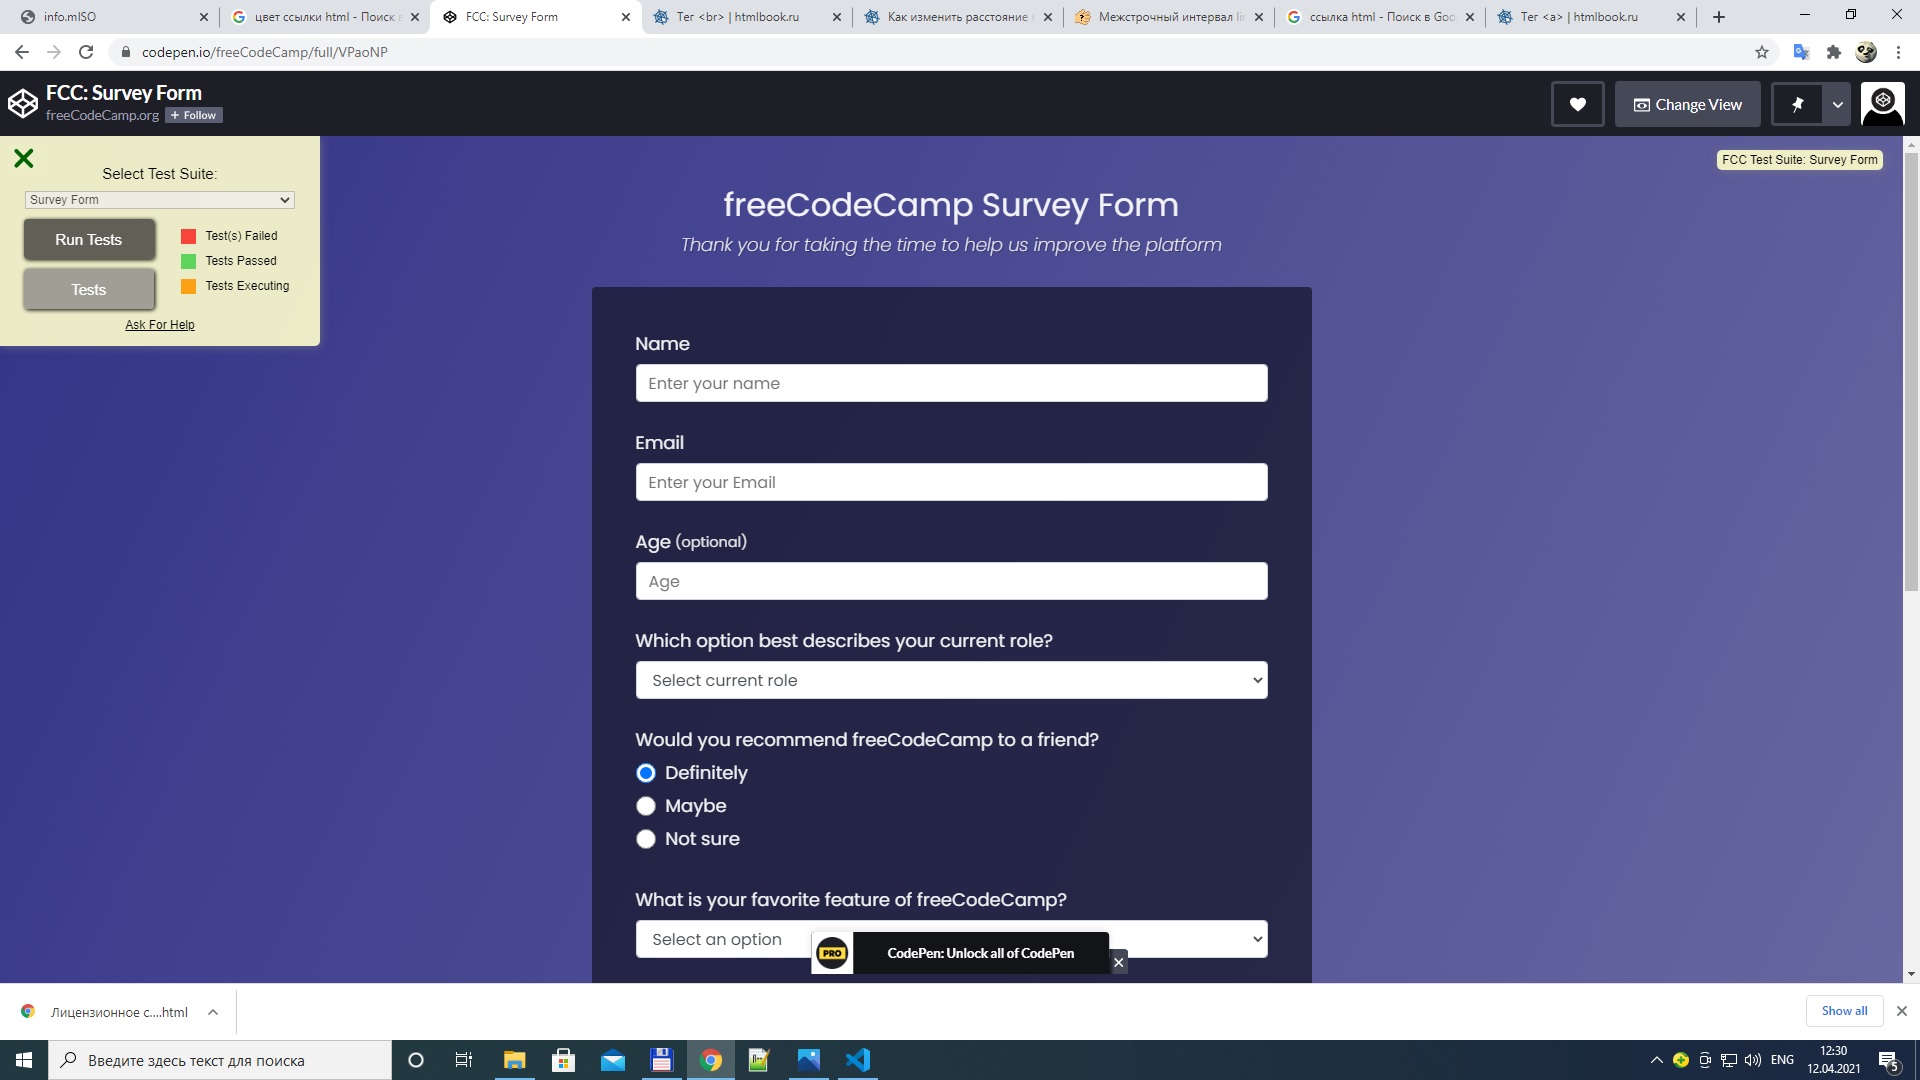 info.mISO
цвет ссылки html - Поиск в
FCC: Survey Form
Тег <br> | htmlbook.ru
Как изменить расстояние
Межстрочный интервал li
ссылка html - Поиск в Goo
Тег <a> | htmlbook.ru
codepen.io/freeCodeCamp/full/VPaoNP
FCC: Survey Form
freeCodeCamp.org + Follow
Change View
Select Test Suite:
Survey Form
Run Tests
Tests
Test(s) Failed
Tests Passed
Tests Executing
Ask For Help
FCC Test Suite: Survey Form
freeCodeCamp Survey Form
Thank you for taking the time to help us improve the platform
Name
Enter your name
Email
Enter your Email
Age (optional)
Age
Which option best describes your current role?
Select current role
Would you recommend freeCodeCamp to a friend?
Definitely
Maybe
Not sure
What is your favorite feature of freeCodeCamp?
Select an option
PRO
CodePen: Unlock all of CodePen
Лицензионное с....html
Show all
Введите здесь текст для поиска
ENG
12:30
12.04.2021
5